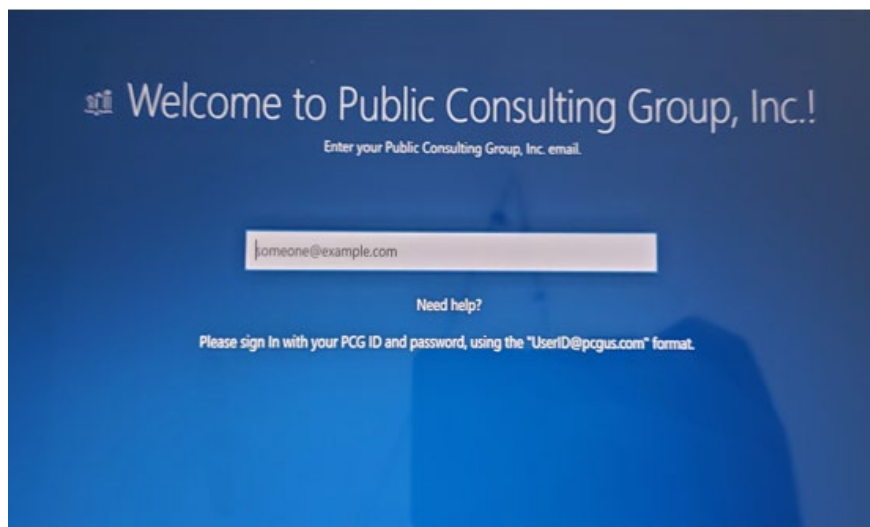 Welcome to Public Consulting Group, Inc.!
Enter your Public Consulting Group, Inc. email.
someone@example.com
Need help?
Please sign In with your PCG ID and password, using the "UserID@pcgus.com" format.